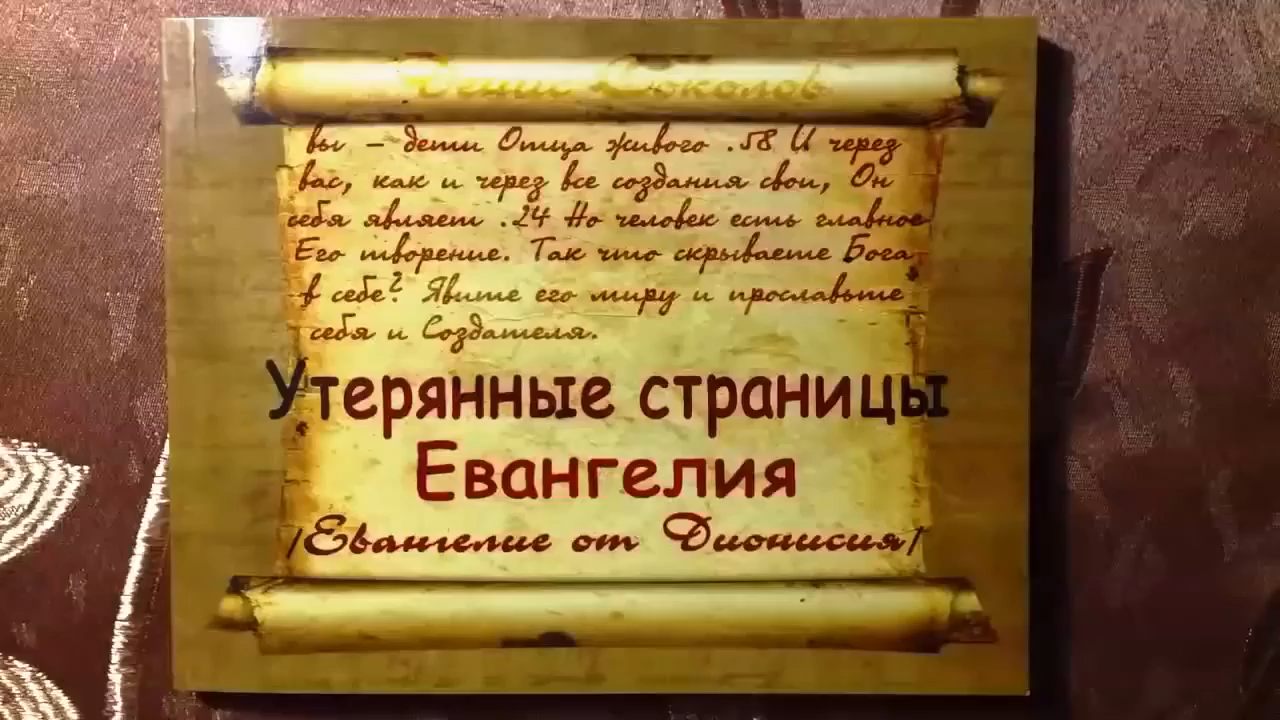 Дени Соколов
вы – дети Отца живого .58 И через
вас, как и через все создания свои, Он
себя являет .24 Но человек есть главное
Его творение. Так что скрываете Бога
в себе? Явите его миру и прославьте
себя и Создателя.
Утерянные страницы
Евангелия
/Евангелие от Дионисия/